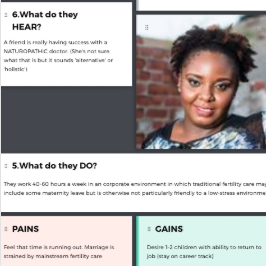 6.What do they
HEAR?
A friend is really having success with a
NATUROPATHIC doctor. (She's not sure
what that is but it sounds 'alternative' or
'holistic')
5.What do they DO?
They work 40-60 hours a week in an corporate environment in which traditional fertility care may
include some maternity leave but is otherwise not particularly friendly to a low-stress environme
PAINS
Feel that time is running out. Marriage is
strained by mainstream fertility care
GAINS
Desire 1-2 children with ability to return to
job (stay on career track)